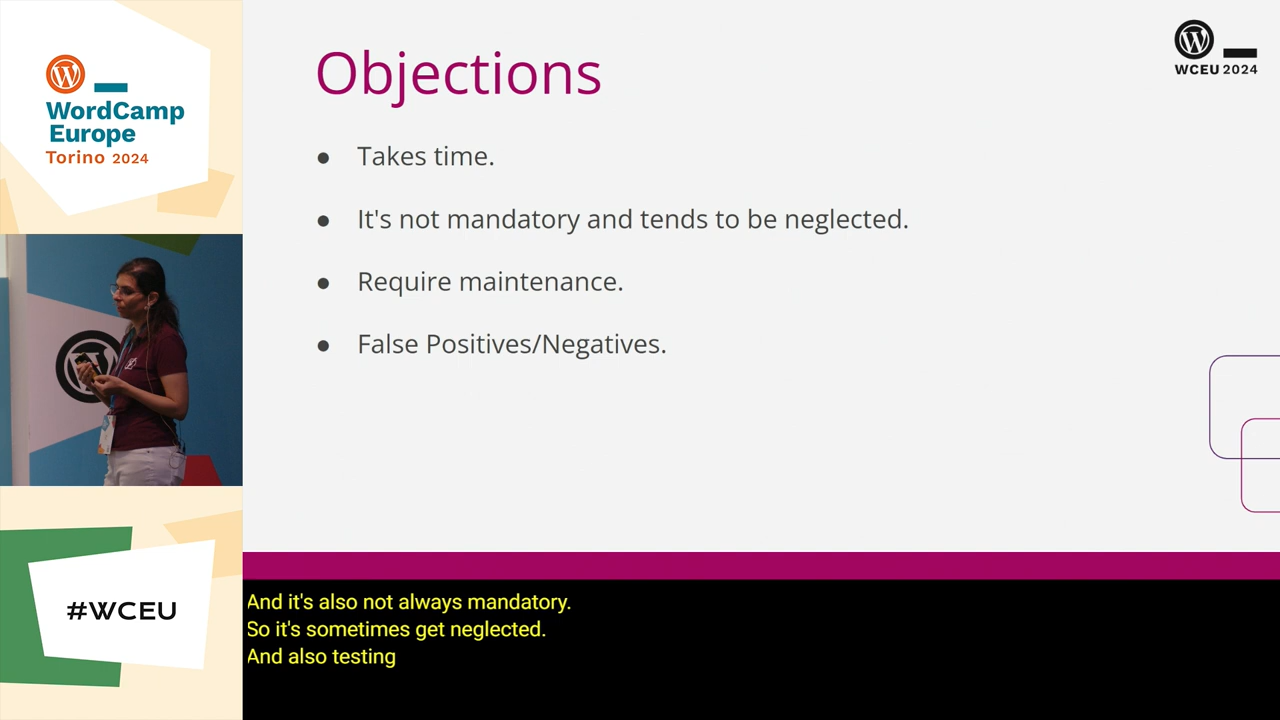 WordCamp
Europe
Torino 2024
#WCEU
Objections
WCEU 2024
● Takes time.
● It's not mandatory and tends to be neglected.
● Require maintenance.
● False Positives/Negatives.
And it's also not always mandatory.
So it's sometimes get neglected.
And also testing